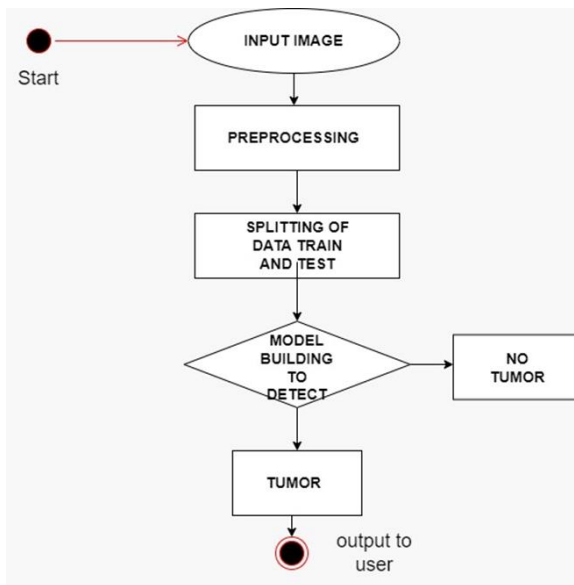 INPUT IMAGE
Start
PREPROCESSING
SPLITTING OF
DATA TRAIN
AND TEST
MODEL
BUILDING
TO
DETECT
NO
TUMOR
TUMOR
output to
user